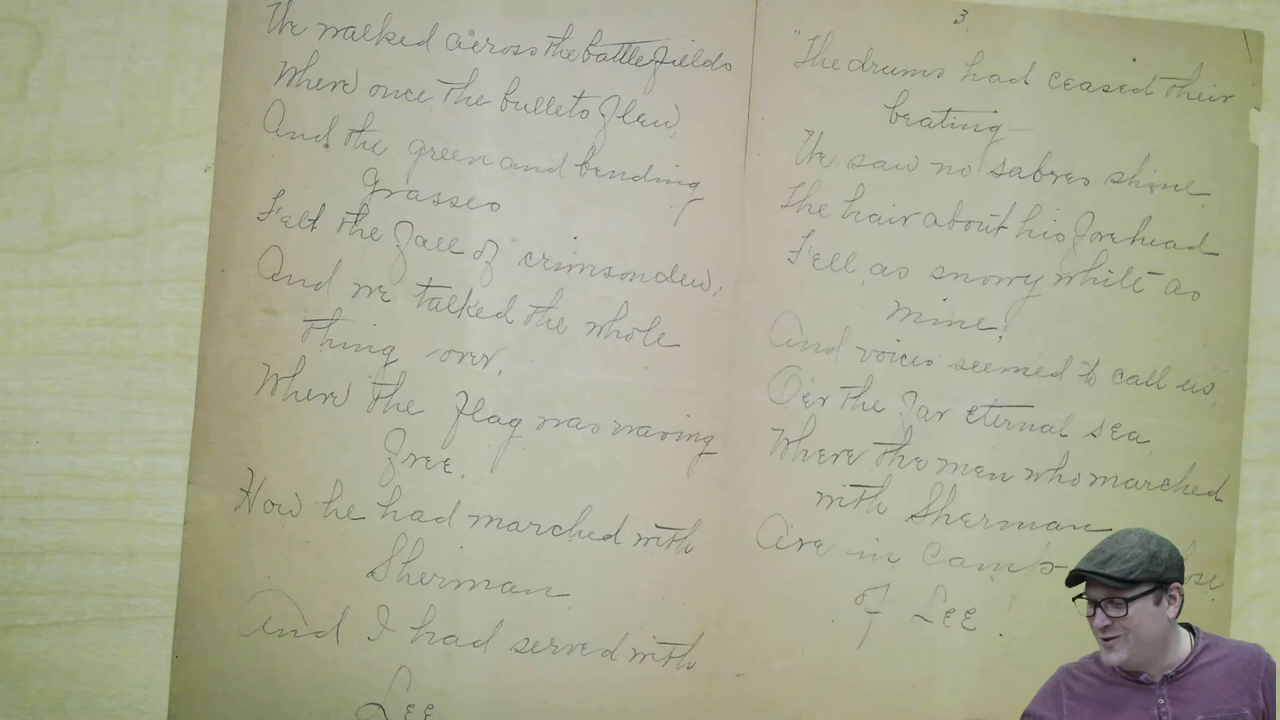 We walked across the battlefields
Where once the bullets flew,
And the green and bending
grasses
Felt the fall of crimson dew;
And we talked the whole
thing over,
Where the flag was waving
free.
How he had marched with
Sherman
And I had served with
Lee
3.
"The drums had ceased their
beating—
We saw no sabres shine
The hair about his forehead
Fell as snowy white as
mine;
And voices seemed to call us,
O'er the far eternal sea
Where the men who marched
with Sherman
Are in camp
of Lee!